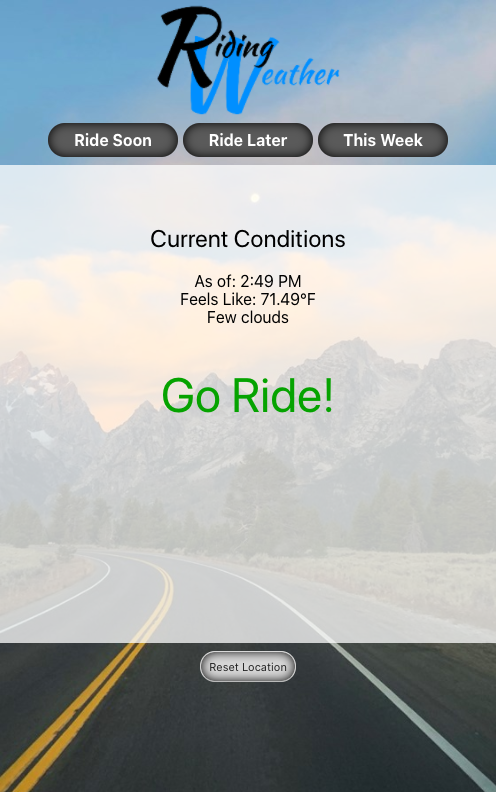 Riding
Weather
Ride Soon Ride Later This Week
Current Conditions
As of: 2:49 PM
Feels Like: 71.49°F
Few clouds
Go Ride!
Reset Location